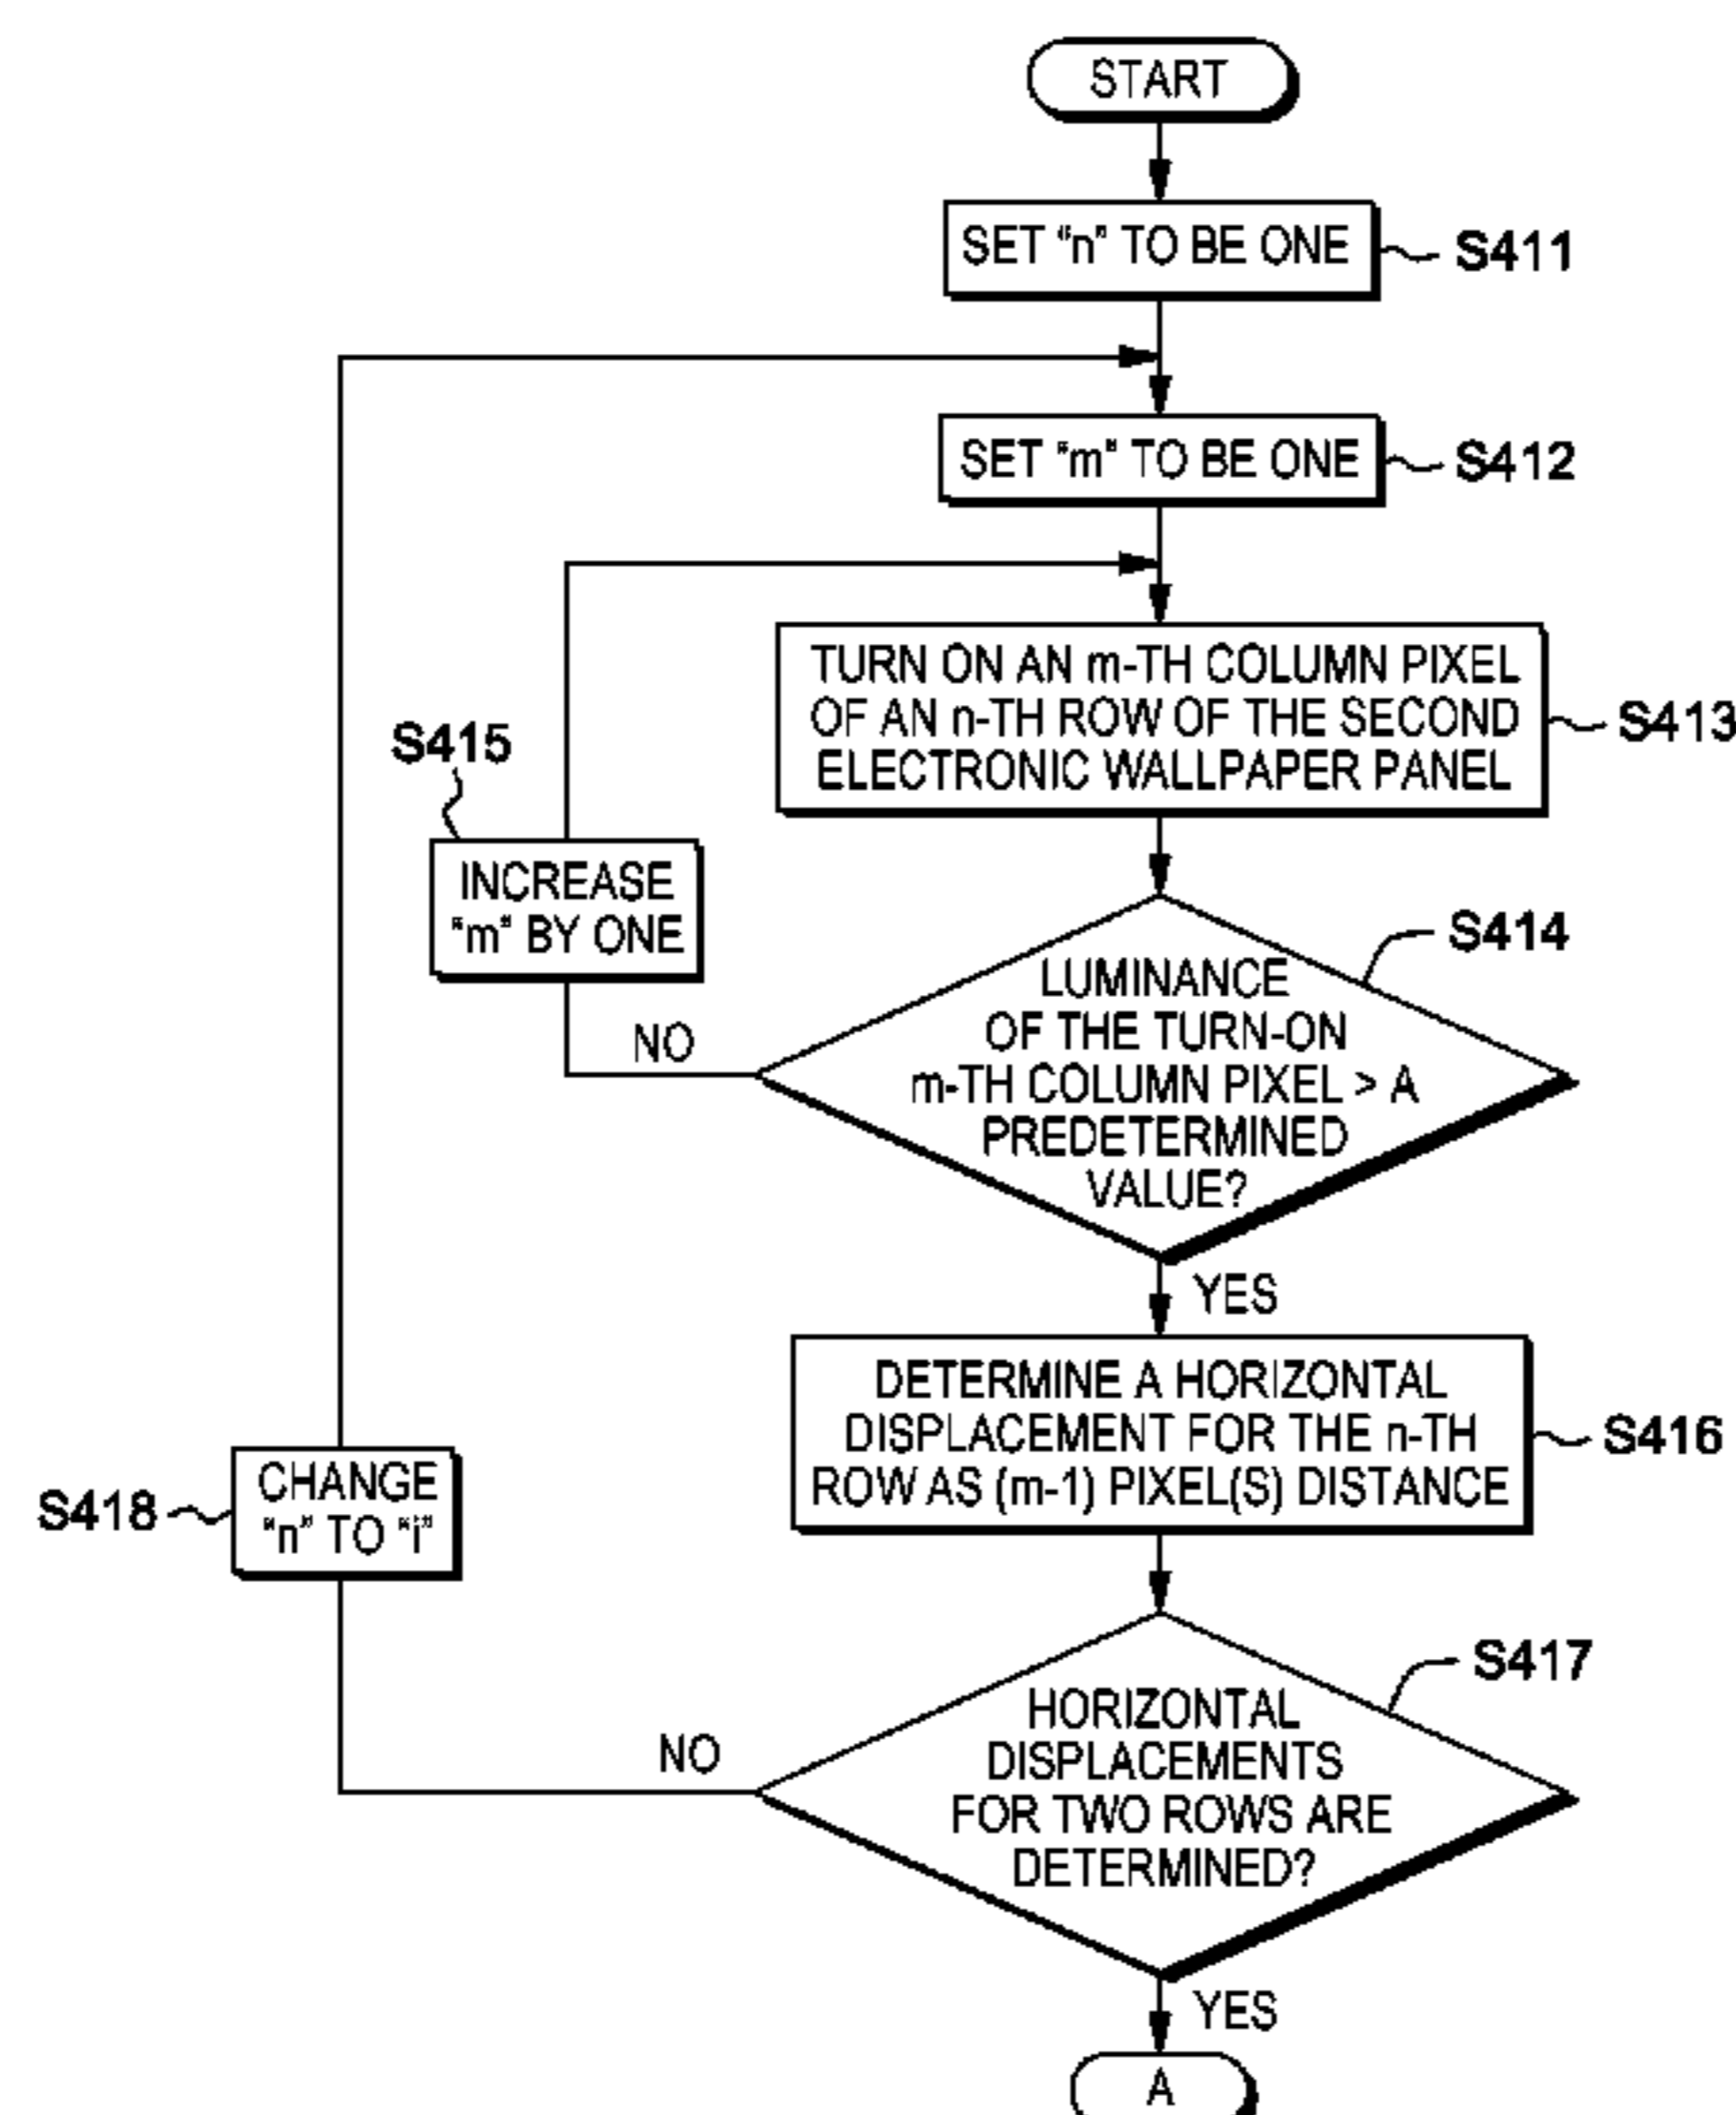 START
SET "n" TO BE ONE
S411
SET "m" TO BE ONE
S412
TURN ON AN m-TH COLUMN PIXEL
OF AN n-TH ROW OF THE SECOND
ELECTRONIC WALLPAPER PANEL
S413
S415
INCREASE
"m" BY ONE
S414
LUMINANCE
OF THE TURN-ON
m-TH COLUMN PIXEL > A
PREDETERMINED
VALUE?
NO
YES
DETERMINE A HORIZONTAL
DISPLACEMENT FOR THE n-TH
ROW AS (m-1) PIXEL(S) DISTANCE
S416
S418
CHANGE
"n" TO "i"
S417
HORIZONTAL
DISPLACEMENTS
FOR TWO ROWS ARE
DETERMINED?
NO
YES
A